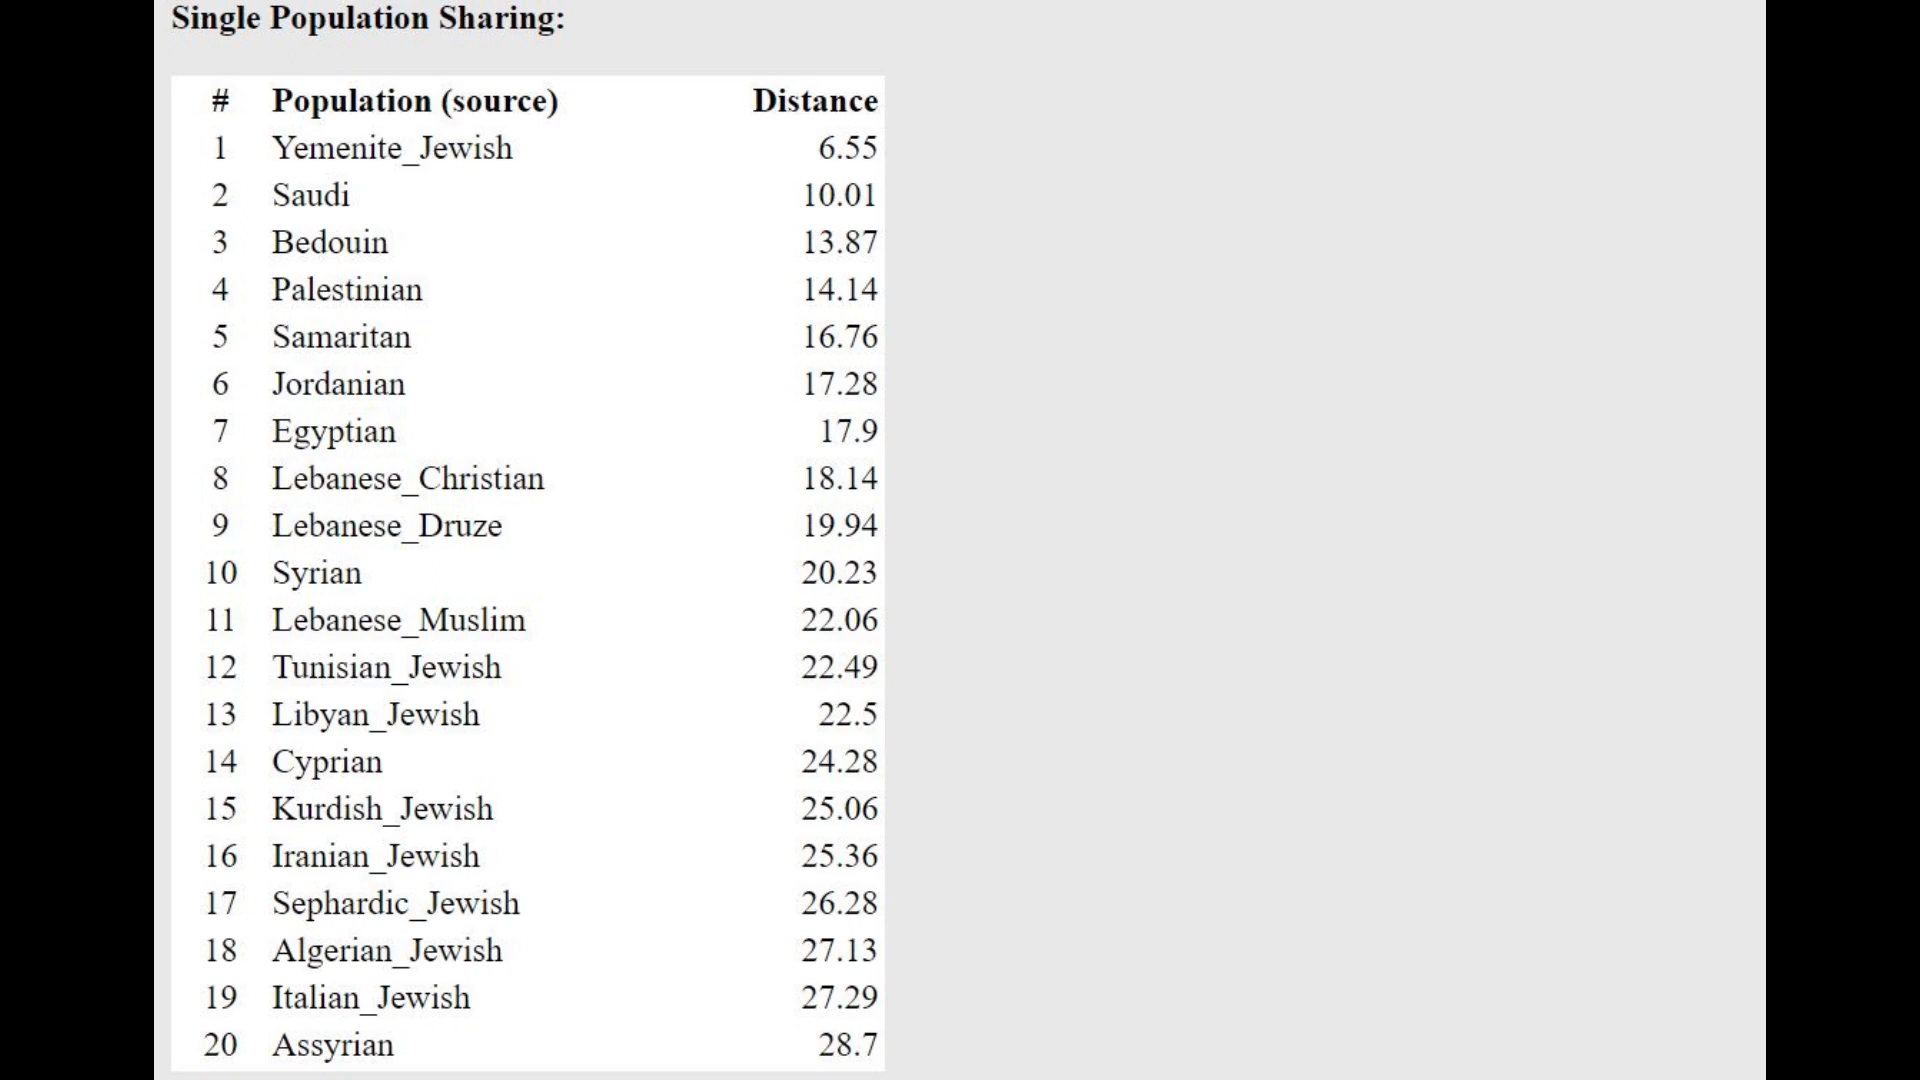 Single Population Sharing:
# Population (source) Distance
1 Yemenite_Jewish 6.55
2 Saudi 10.01
3 Bedouin 13.87
4 Palestinian 14.14
5 Samaritan 16.76
6 Jordanian 17.28
7 Egyptian 17.9
8 Lebanese_Christian 18.14
9 Lebanese_Druze 19.94
10 Syrian 20.23
11 Lebanese_Muslim 22.06
12 Tunisian_Jewish 22.49
13 Libyan_Jewish 22.5
14 Cyprian 24.28
15 Kurdish_Jewish 25.06
16 Iranian_Jewish 25.36
17 Sephardic_Jewish 26.28
18 Algerian_Jewish 27.13
19 Italian_Jewish 27.29
20 Assyrian 28.7